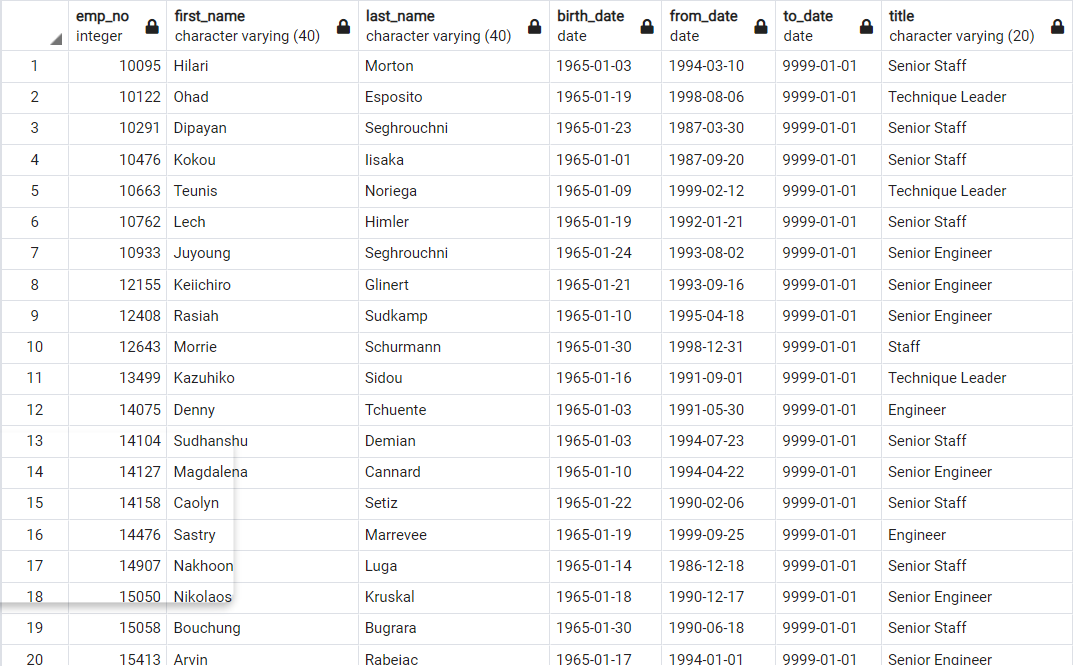 emp_no first_name last_name birth_date from_date to_date title
integer character varying (40) character varying (40) date date date character varying (20)
1 10095 Hilari Morton 1965-01-03 1994-03-10 9999-01-01 Senior Staff
2 10122 Ohad Esposito 1965-01-19 1998-08-06 9999-01-01 Technique Leader
3 10291 Dipayan Seghrouchni 1965-01-23 1987-03-30 9999-01-01 Senior Staff
4 10476 Kokou Iisaka 1965-01-01 1987-09-20 9999-01-01 Senior Staff
5 10663 Teunis Noriega 1965-01-09 1999-02-12 9999-01-01 Technique Leader
6 10762 Lech Himler 1965-01-19 1992-01-21 9999-01-01 Senior Staff
7 10933 Juyoung Seghrouchni 1965-01-24 1993-08-02 9999-01-01 Senior Engineer
8 12155 Keiichiro Glinert 1965-01-21 1993-09-16 9999-01-01 Senior Engineer
9 12408 Rasiah Sudkamp 1965-01-10 1995-04-18 9999-01-01 Senior Engineer
10 12643 Morrie Schurmann 1965-01-30 1998-12-31 9999-01-01 Staff
11 13499 Kazuhiko Sidou 1965-01-16 1991-09-01 9999-01-01 Technique Leader
12 14075 Denny Tchuente 1965-01-03 1991-05-30 9999-01-01 Engineer
13 14104 Sudhanshu Demian 1965-01-03 1994-07-23 9999-01-01 Senior Staff
14 14127 Magdalena Cannard 1965-01-10 1994-04-22 9999-01-01 Senior Engineer
15 14158 Caolyn Setiz 1965-01-22 1990-02-06 9999-01-01 Senior Staff
16 14476 Sastry Marrevee 1965-01-19 1999-09-25 9999-01-01 Engineer
17 14907 Nakhoon Luga 1965-01-14 1986-12-18 9999-01-01 Senior Staff
18 15050 Nikolaos Kruskal 1965-01-18 1990-12-17 9999-01-01 Senior Engineer
19 15058 Bouchung Bugrara 1965-01-30 1990-06-18 9999-01-01 Senior Staff
20 15413 Arvin Rabejac 1965-01-17 1994-01-01 9999-01-01 Senior Engineer